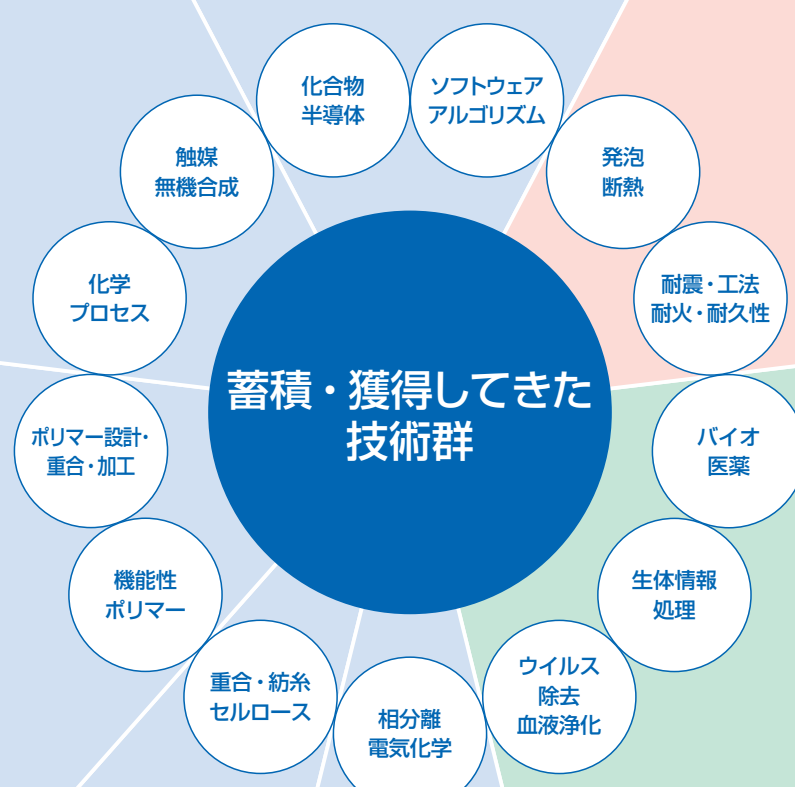 化合物
半導体
ソフトウェア
アルゴリズム
発泡
断熱
耐震・工法
耐火・耐久性
バイオ
医薬
生体情報
処理
ウイルス
除去
血液浄化
相分離
電気化学
重合・紡糸
セルロース
機能性
ポリマー
ポリマー設計・
重合・加工
化学
プロセス
触媒
無機合成
蓄積・獲得してきた
技術群